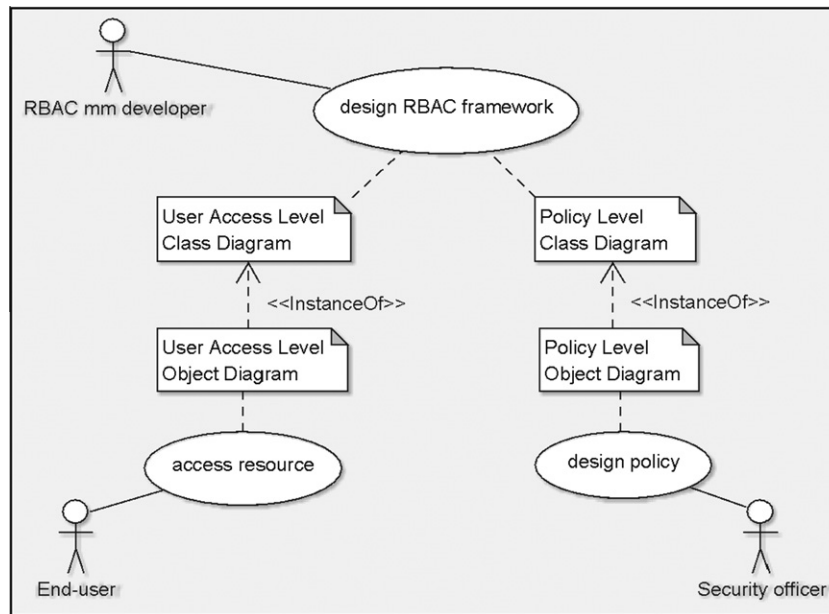 RBAC mm developer
design RBAC framework
User Access Level
Class Diagram
Policy Level
Class Diagram
<<InstanceOf>>
<<InstanceOf>>
User Access Level
Object Diagram
Policy Level
Object Diagram
access resource
design policy
End-user
Security officer